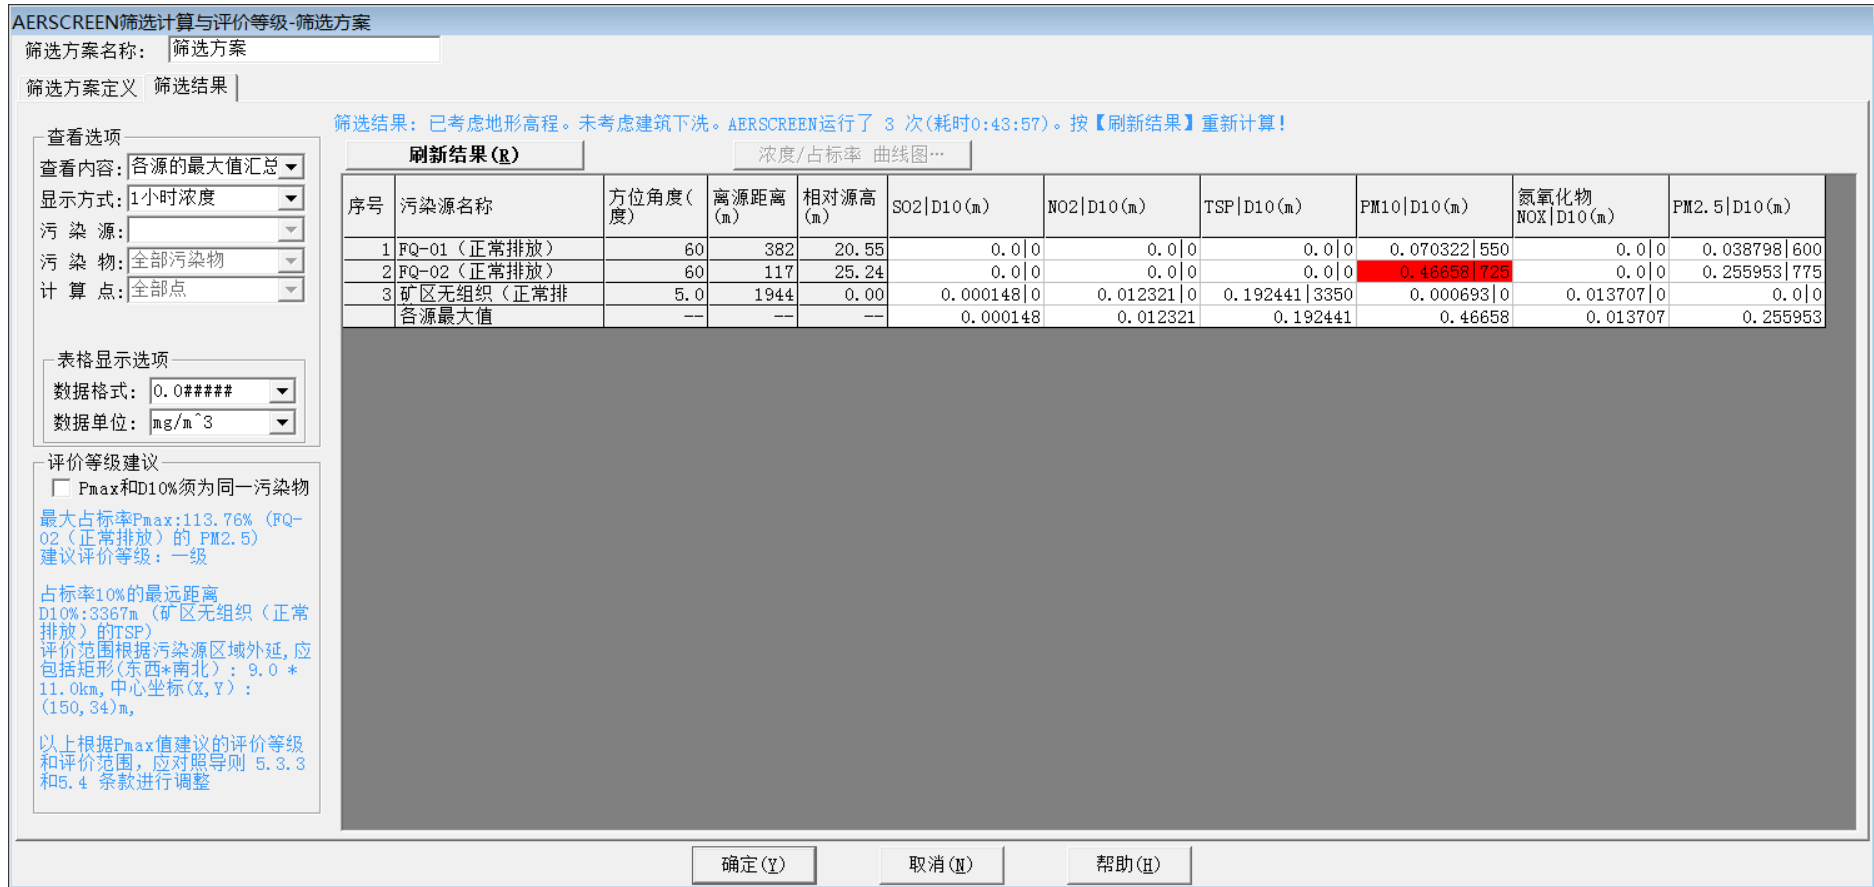 AERSCREEN筛选计算与评价等级-筛选方案
筛选方案名称: 筛选方案
筛选方案定义 筛选结果
查看选项
查看内容: 各源的最大值汇总
显示方式: 1小时浓度
污 染 源:
污 染 物: 全部污染物
计 算 点: 全部点
表格显示选项
数据格式: 0.0#####
数据单位: mg/m^3
评价等级建议
Pmax和D10%须为同一污染物
最大占标率Pmax:113.76% (FQ-
02（正常排放）的 PM2.5)
建议评价等级: 一级
占标率10%的最远距离
D10%:3367m (矿区无组织（正常
排放）的TSP)
评价范围根据污染源区域外延,应
包括矩形(东西*南北): 9.0 *
11.0km,中心坐标(X,Y):
(150,34)m,
以上根据Pmax值建议的评价等级
和评价范围, 应对照导则 5.3.3
和5.4 条款进行调整
筛选结果: 已考虑地形高程。未考虑建筑下洗。AERSCREEN运行了 3 次(耗时0:43:57)。按【刷新结果】重新计算!
刷新结果(R) 浓度/占标率 曲线图…
序号 污染源名称 方位角度(度) 离源距离(m) 相对源高(m) SO2|D10(m) NO2|D10(m) TSP|D10(m) PM10|D10(m) 氮氧化物NOX|D10(m) PM2.5|D10(m)
1 FQ-01（正常排放） 60 382 20.55 0.0|0 0.0|0 0.0|0 0.070322|550 0.0|0 0.038798|600
2 FQ-02（正常排放） 60 117 25.24 0.0|0 0.0|0 0.0|0 0.46658|725 0.0|0 0.255953|775
3 矿区无组织（正常排 5.0 1944 0.00 0.000148|0 0.012321|0 0.192441|3350 0.000693|0 0.013707|0 0.0|0
各源最大值 -- -- -- 0.000148 0.012321 0.192441 0.46658 0.013707 0.255953
确定(Y) 取消(N) 帮助(H)